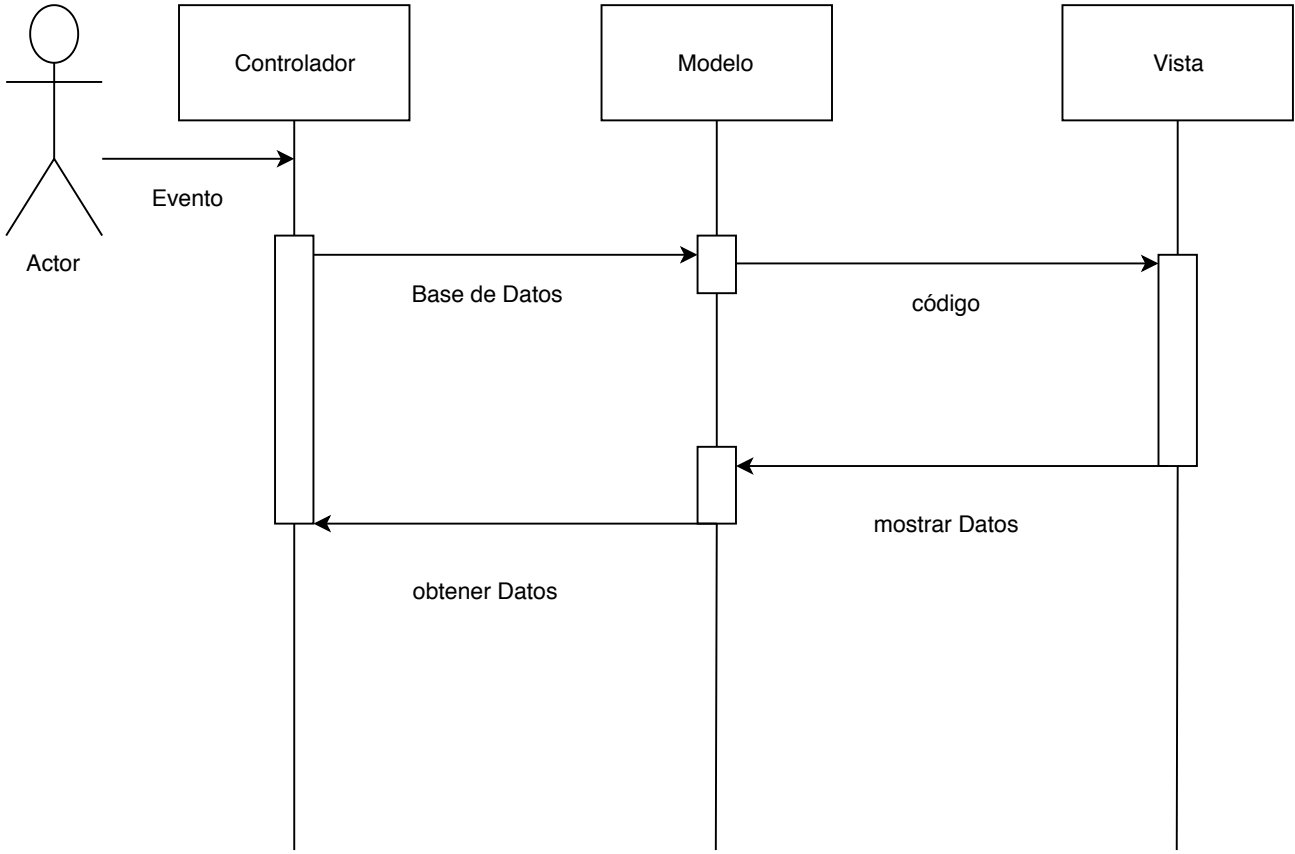 Controlador
Modelo
Vista
Evento
Actor
Base de Datos
código
mostrar Datos
obtener Datos